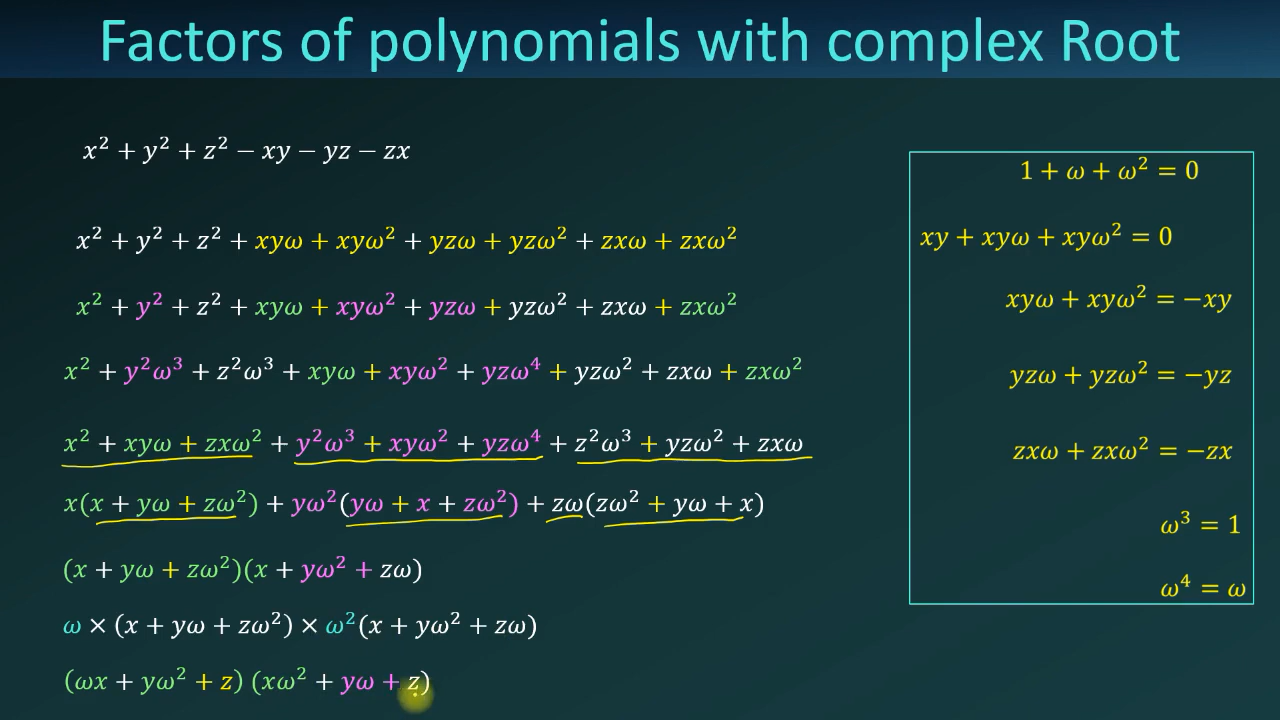 Factors of polynomials with complex Root
x² + y² + z² − xy − yz − zx
x² + y² + z² + xyω + xyω² + yzω + yzω² + zxω + zxω²
x² + y² + z² + xyω + xyω² + yzω + yzω² + zxω + zxω²
x² + y²ω³ + z²ω³ + xyω + xyω² + yzω⁴ + yzω² + zxω + zxω²
x² + xyω + zxω² + y²ω³ + xyω² + yzω⁴ + z²ω³ + yzω² + zxω
x(x + yω + zω²) + yω²(yω + x + zω²) + zω(zω² + yω + x)
(x + yω + zω²)(x + yω² + zω)
ω × (x + yω + zω²) × ω²(x + yω² + zω)
(ωx + yω² + z) (xω² + yω + z)
1 + ω + ω² = 0
xy + xyω + xyω² = 0
xyω + xyω² = −xy
yzω + yzω² = −yz
zxω + zxω² = −zx
ω³ = 1
ω⁴ = ω